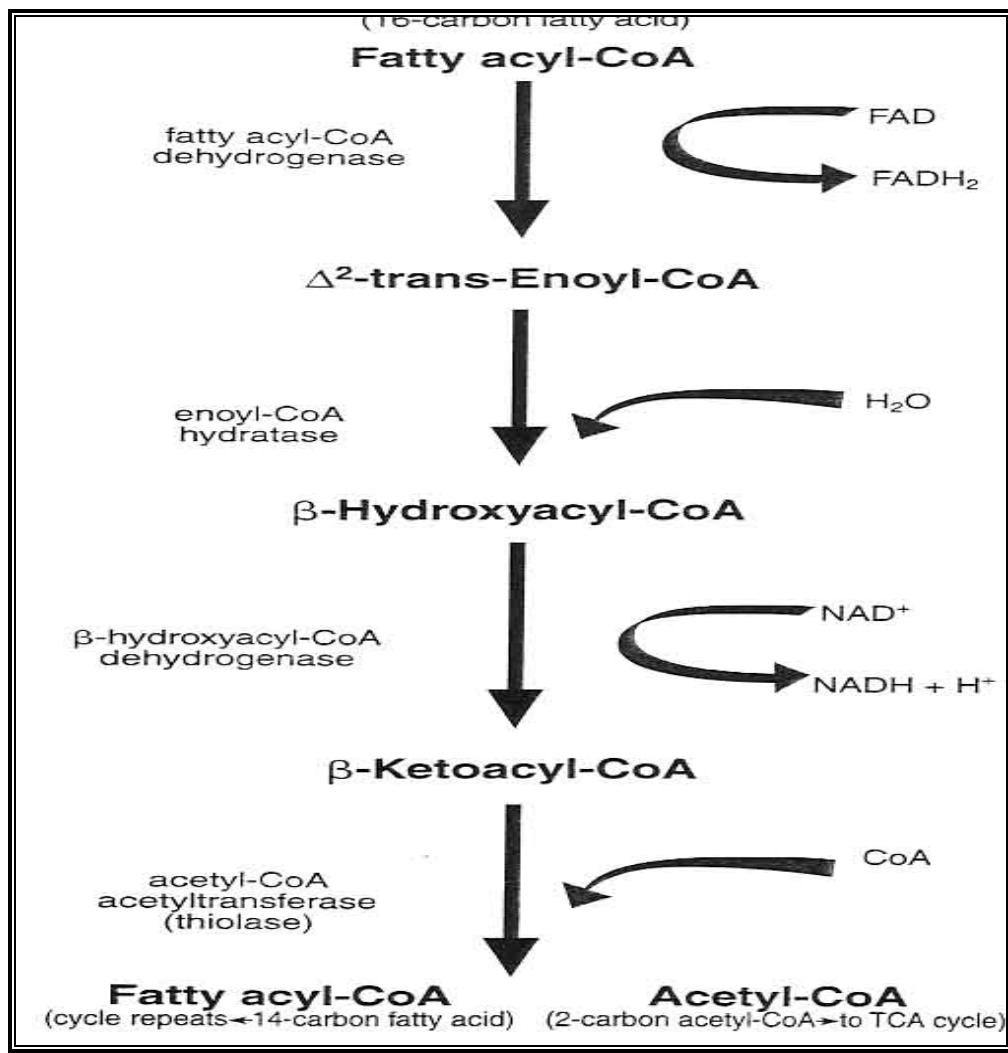 (16-carbon fatty acid)
Fatty acyl-CoA
fatty acyl-CoA
dehydrogenase
FAD
FADH₂
Δ²-trans-Enoyl-CoA
enoyl-CoA
hydratase
H₂O
β-Hydroxyacyl-CoA
β-hydroxyacyl-CoA
dehydrogenase
NAD⁺
NADH + H⁺
β-Ketoacyl-CoA
acetyl-CoA
acetyltransferase
(thiolase)
CoA
Fatty acyl-CoA
(cycle repeats←14-carbon fatty acid)
Acetyl-CoA
(2-carbon acetyl-CoA→to TCA cycle)